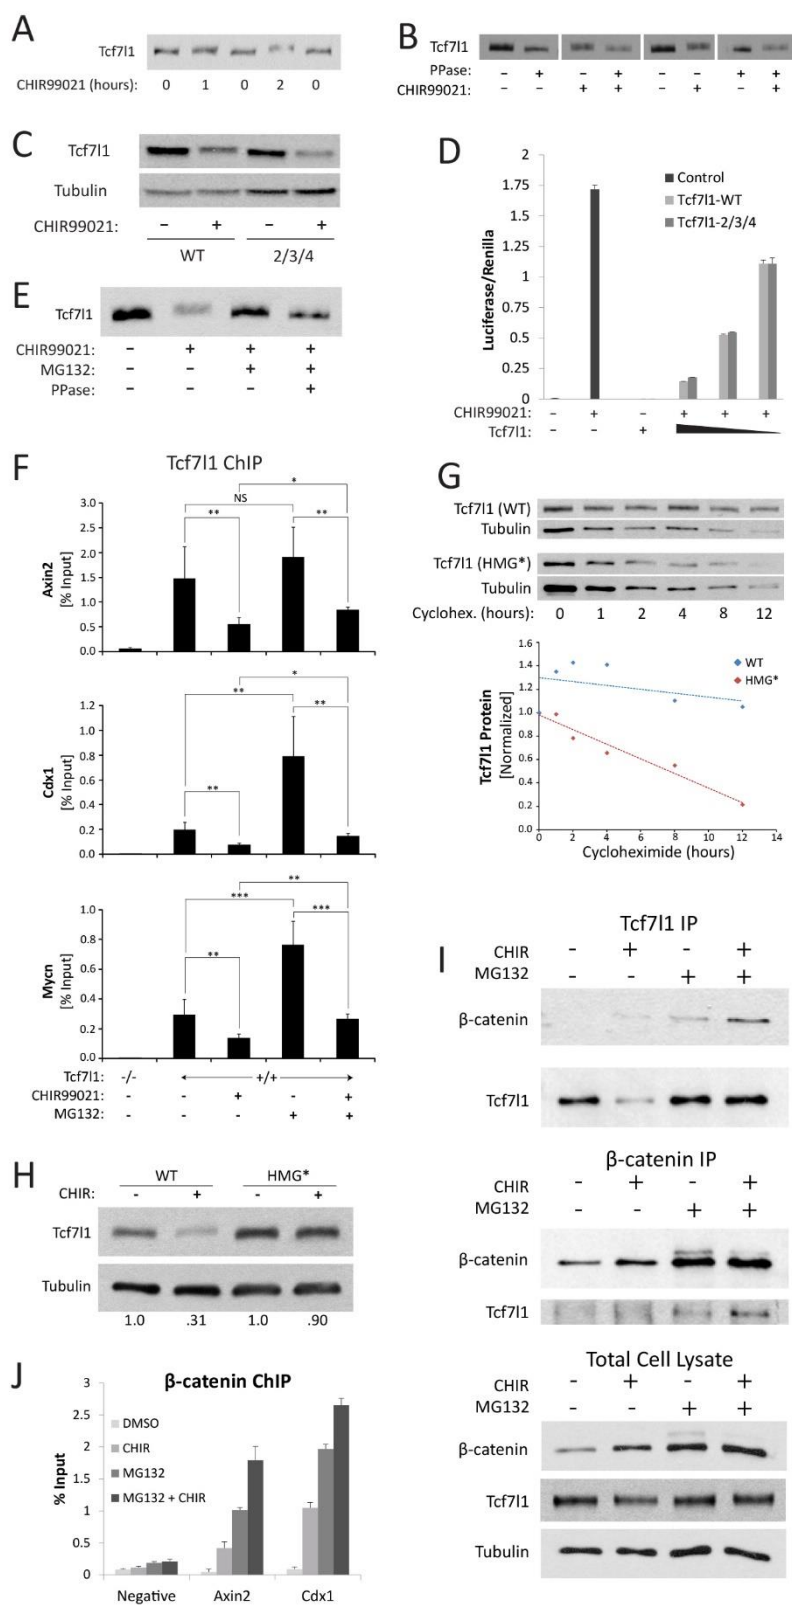 A
Tcf7l1
CHIR99021 (hours): 0 1 0 2 0
B
Tcf7l1
PPase: – + – + – – + +
CHIR99021: – – + + – + – +
C
Tcf7l1
Tubulin
CHIR99021: – + – +
WT 2/3/4
D
Luciferase/Renilla
2
1.75
1.5
1.25
1
0.75
0.5
0.25
0
Control
Tcf7l1-WT
Tcf7l1-2/3/4
CHIR99021: – + – + + +
Tcf7l1: – – +
E
Tcf7l1
CHIR99021: – + + +
MG132: – – + +
PPase: – – – +
F
Tcf7l1 ChIP
Axin2
[% Input]
3.0
2.5
2.0
1.5
1.0
0.5
0.0
*
NS
** **
Cdx1
[% Input]
1.2
1.0
0.8
0.6
0.4
0.2
0.0
*
**
**
**
Mycn
[% Input]
1.0
0.8
0.6
0.4
0.2
0.0
**
***
***
**
Tcf7l1: -/- +/+
CHIR99021: - - + - +
MG132: - - - + +
G
Tcf7l1 (WT)
Tubulin
Tcf7l1 (HMG*)
Tubulin
Cyclohex. (hours): 0 1 2 4 8 12
Tcf7l1 Protein
[Normalized]
1.6
1.4
1.2
1.0
0.8
0.6
0.4
0.2
0.0
WT
HMG*
0 2 4 6 8 10 12 14
Cycloheximide (hours)
H
WT HMG*
CHIR: - + - +
Tcf7l1
Tubulin
1.0 .31 1.0 .90
I
Tcf7l1 IP
CHIR - + - +
MG132 - - + +
β-catenin
Tcf7l1
β-catenin IP
CHIR - + - +
MG132 - - + +
β-catenin
Tcf7l1
Total Cell Lysate
CHIR - + - +
MG132 - - + +
β-catenin
Tcf7l1
Tubulin
J
β-catenin ChIP
% Input
3
2.5
2
1.5
1
0.5
0
DMSO
CHIR
MG132
MG132 + CHIR
Negative Axin2 Cdx1